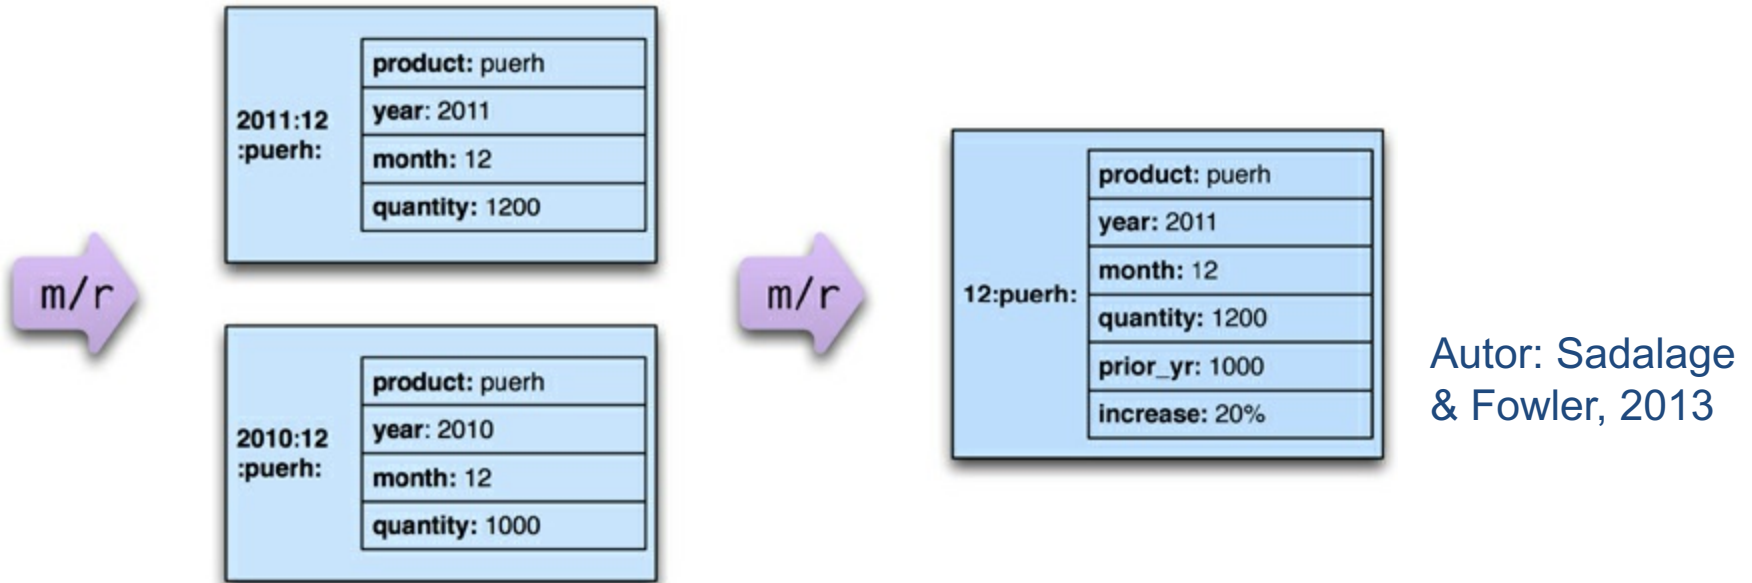 m/r
2011:12
:puerh:
product: puerh
year: 2011
month: 12
quantity: 1200
2010:12
:puerh:
product: puerh
year: 2010
month: 12
quantity: 1000
m/r
12:puerh:
product: puerh
year: 2011
month: 12
quantity: 1200
prior_yr: 1000
increase: 20%
Autor: Sadalage
& Fowler, 2013